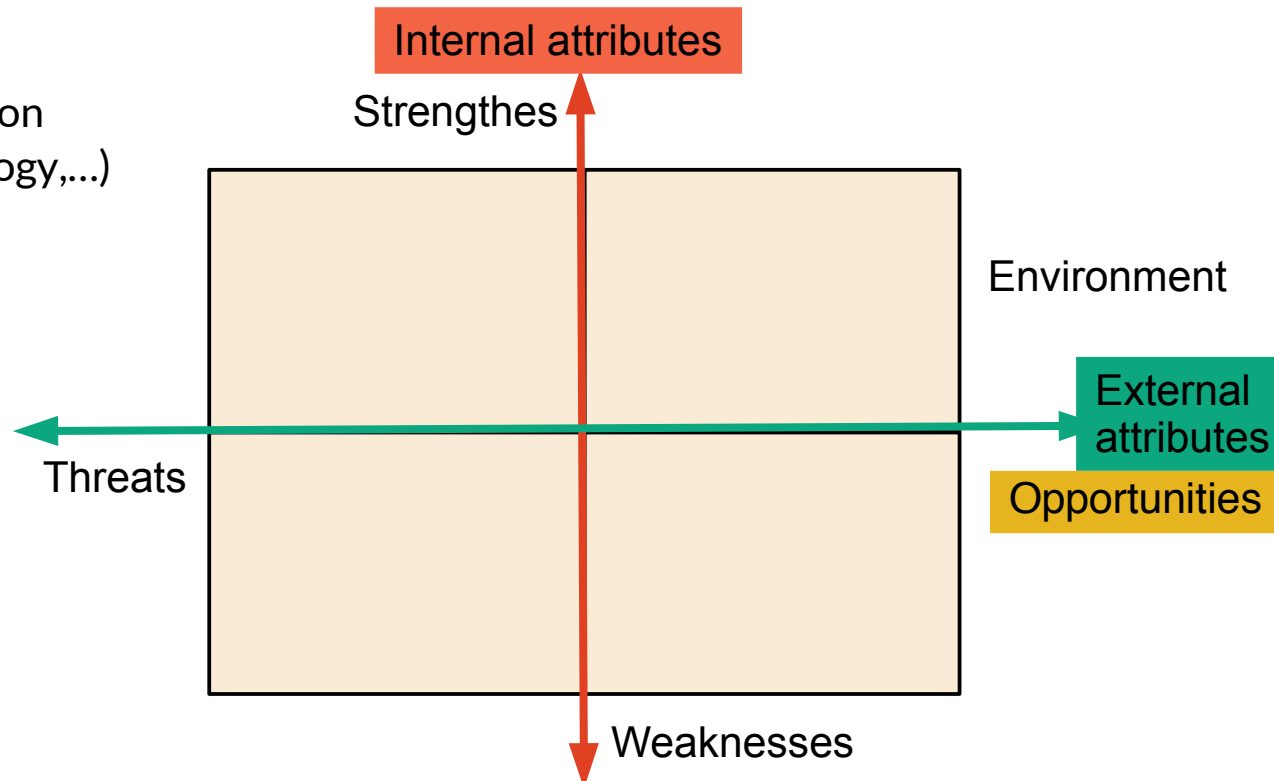 Internal attributes
Strengthes
on
ogy,...)
Environment
External
attributes
Threats
Opportunities
Weaknesses